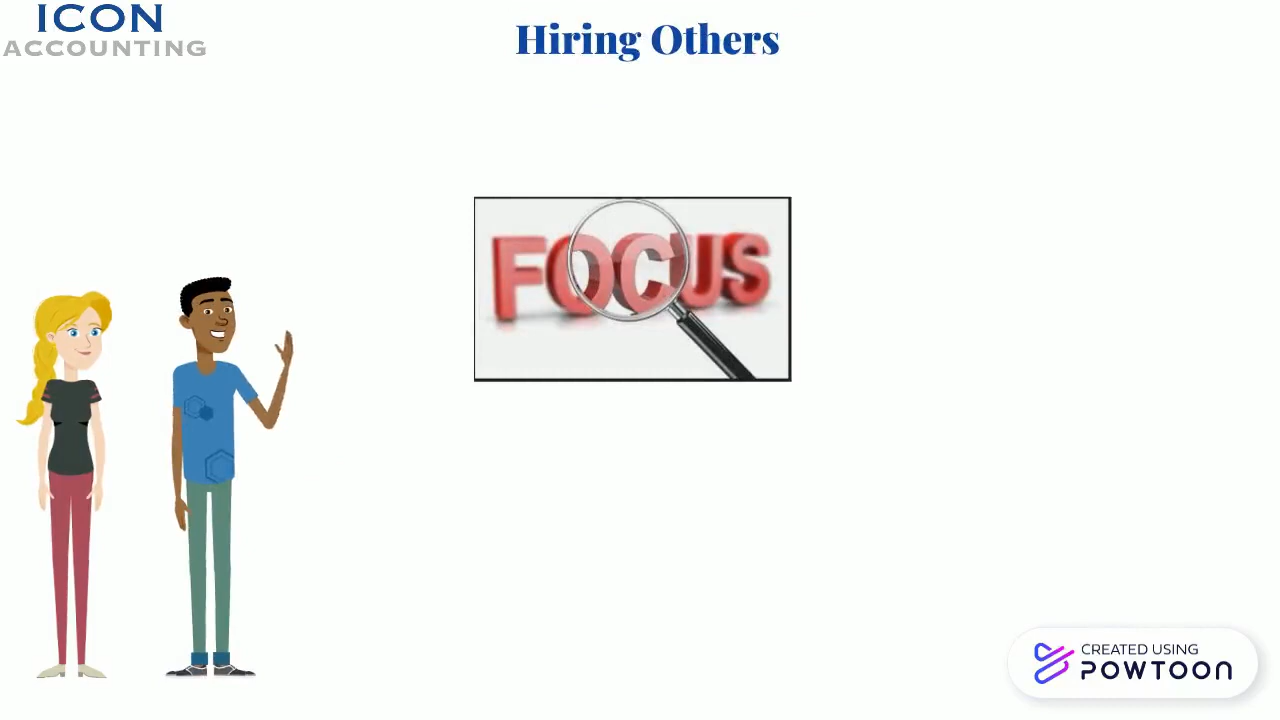 ICON
ACCOUNTING
Hiring Others
FOCUS
CREATED USING
POWTOON